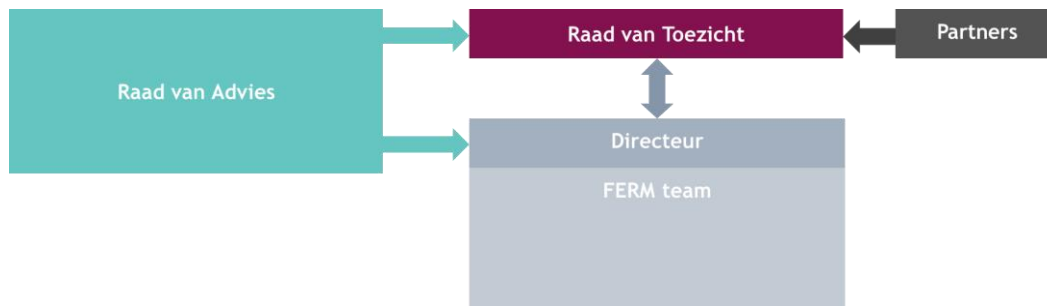 Raad van Toezicht
Partners
Raad van Advies
Directeur
FERM team